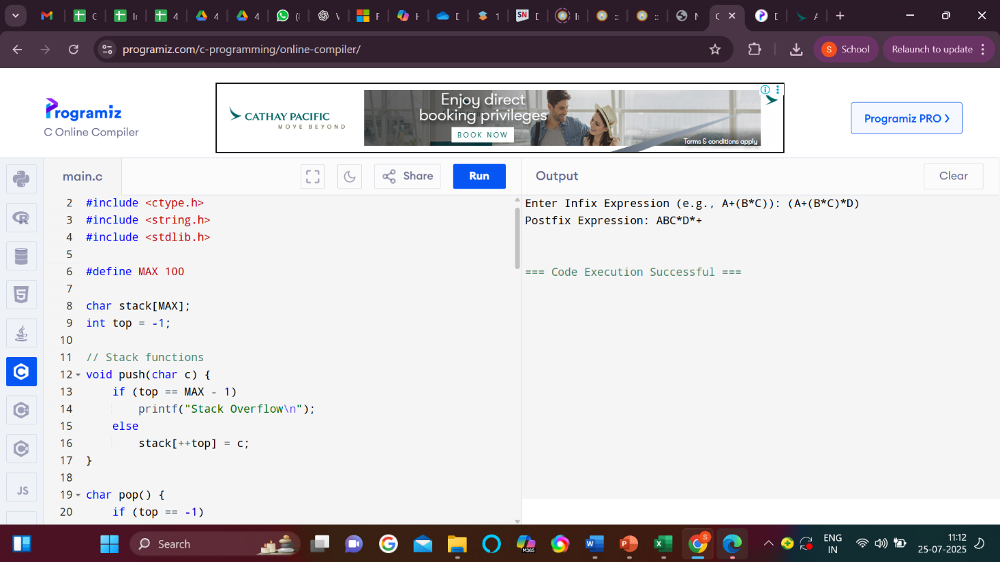 programiz.com/c-programming/online-compiler/
S School
Relaunch to update
Programiz
C Online Compiler
CATHAY PACIFIC
MOVE BEYOND
Enjoy direct
booking privileges
BOOK NOW
Terms & conditions apply
Programiz PRO
main.c
Share
Run
Output
Clear
2 #include <ctype.h>
3 #include <string.h>
4 #include <stdlib.h>
5
6 #define MAX 100
7
8 char stack[MAX];
9 int top = -1;
10
11 // Stack functions
12 void push(char c) {
13 if (top == MAX - 1)
14 printf("Stack Overflow\n");
15 else
16 stack[++top] = c;
17 }
18
19 char pop() {
20 if (top == -1)
Enter Infix Expression (e.g., A+(B*C)): (A+(B*C)*D)
Postfix Expression: ABC*D*+
=== Code Execution Successful ===
JS
Search
M365
ENG
IN
11:12
25-07-2025